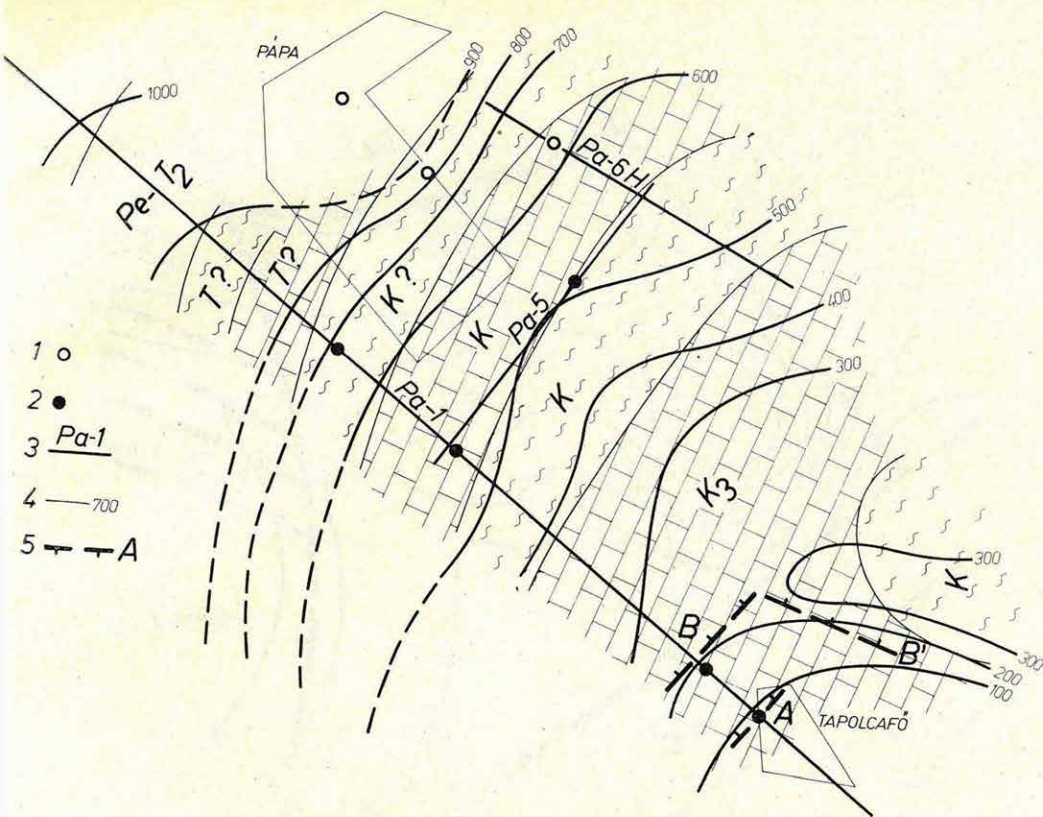 PÁPA
1000
900
800
700
600
500
400
300
Pe-T2
Pa-6H
T?
T?
K?
K
Pa-5
K
Pa-1
K3
K
300
300
200
100
B
B'
A
TAPOLCAFŐ
1
2
3 Pa-1
4 700
5 A